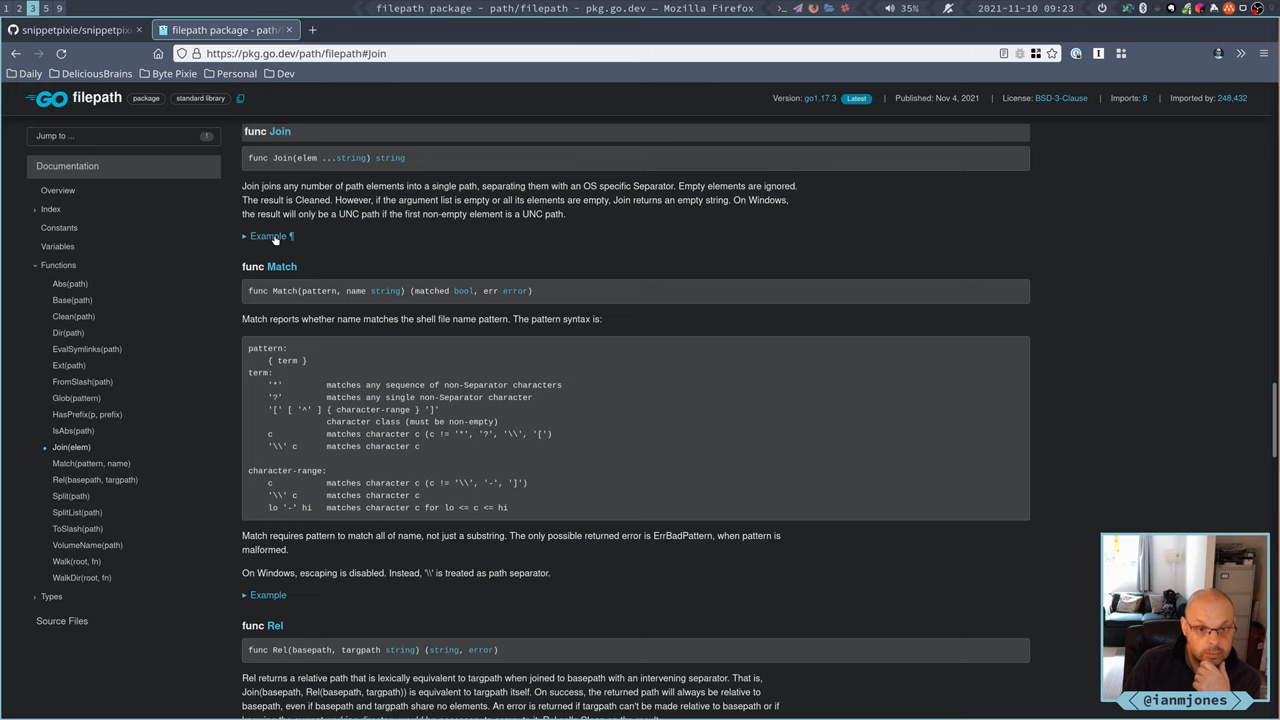 1 2 3 5 9
filepath package - path/filepath - pkg.go.dev — Mozilla Firefox
35%
2021-11-10 09:23
snippetpixie/snippetpix
filepath package - path/
https://pkg.go.dev/path/filepath#Join
Daily
DeliciousBrains
Byte Pixie
Personal
Dev
GO filepath
package
standard library
Version: go1.17.3 Latest
Published: Nov 4, 2021
License: BSD-3-Clause
Imports: 8
Imported by: 248,432
Jump to ...
Documentation
Overview
Index
Constants
Variables
Functions
Abs(path)
Base(path)
Clean(path)
Dir(path)
EvalSymlinks(path)
Ext(path)
FromSlash(path)
Glob(pattern)
HasPrefix(p, prefix)
IsAbs(path)
Join(elem)
Match(pattern, name)
Rel(basepath, targpath)
Split(path)
SplitList(path)
ToSlash(path)
VolumeName(path)
Walk(root, fn)
WalkDir(root, fn)
Types
Source Files
func Join
func Join(elem ...string) string
Join joins any number of path elements into a single path, separating them with an OS specific Separator. Empty elements are ignored.
The result is Cleaned. However, if the argument list is empty or all its elements are empty, Join returns an empty string. On Windows,
the result will only be a UNC path if the first non-empty element is a UNC path.
▸ Example ¶
func Match
func Match(pattern, name string) (matched bool, err error)
Match reports whether name matches the shell file name pattern. The pattern syntax is:
pattern:
{ term }
term:
'*' matches any sequence of non-Separator characters
'?' matches any single non-Separator character
'[' [ '^' ] { character-range } ']'
character class (must be non-empty)
c matches character c (c != '*', '?', '\\', '[')
'\\' c matches character c
character-range:
c matches character c (c != '\\', '-', ']')
'\\' c matches character c
lo '-' hi matches character c for lo <= c <= hi
Match requires pattern to match all of name, not just a substring. The only possible returned error is ErrBadPattern, when pattern is
malformed.
On Windows, escaping is disabled. Instead, '\\' is treated as path separator.
▸ Example
func Rel
func Rel(basepath, targpath string) (string, error)
Rel returns a relative path that is lexically equivalent to targpath when joined to basepath with an intervening separator. That is,
Join(basepath, Rel(basepath, targpath)) is equivalent to targpath itself. On success, the returned path will always be relative to
basepath, even if basepath and targpath share no elements. An error is returned if targpath can't be made relative to basepath or if
@ianmjones